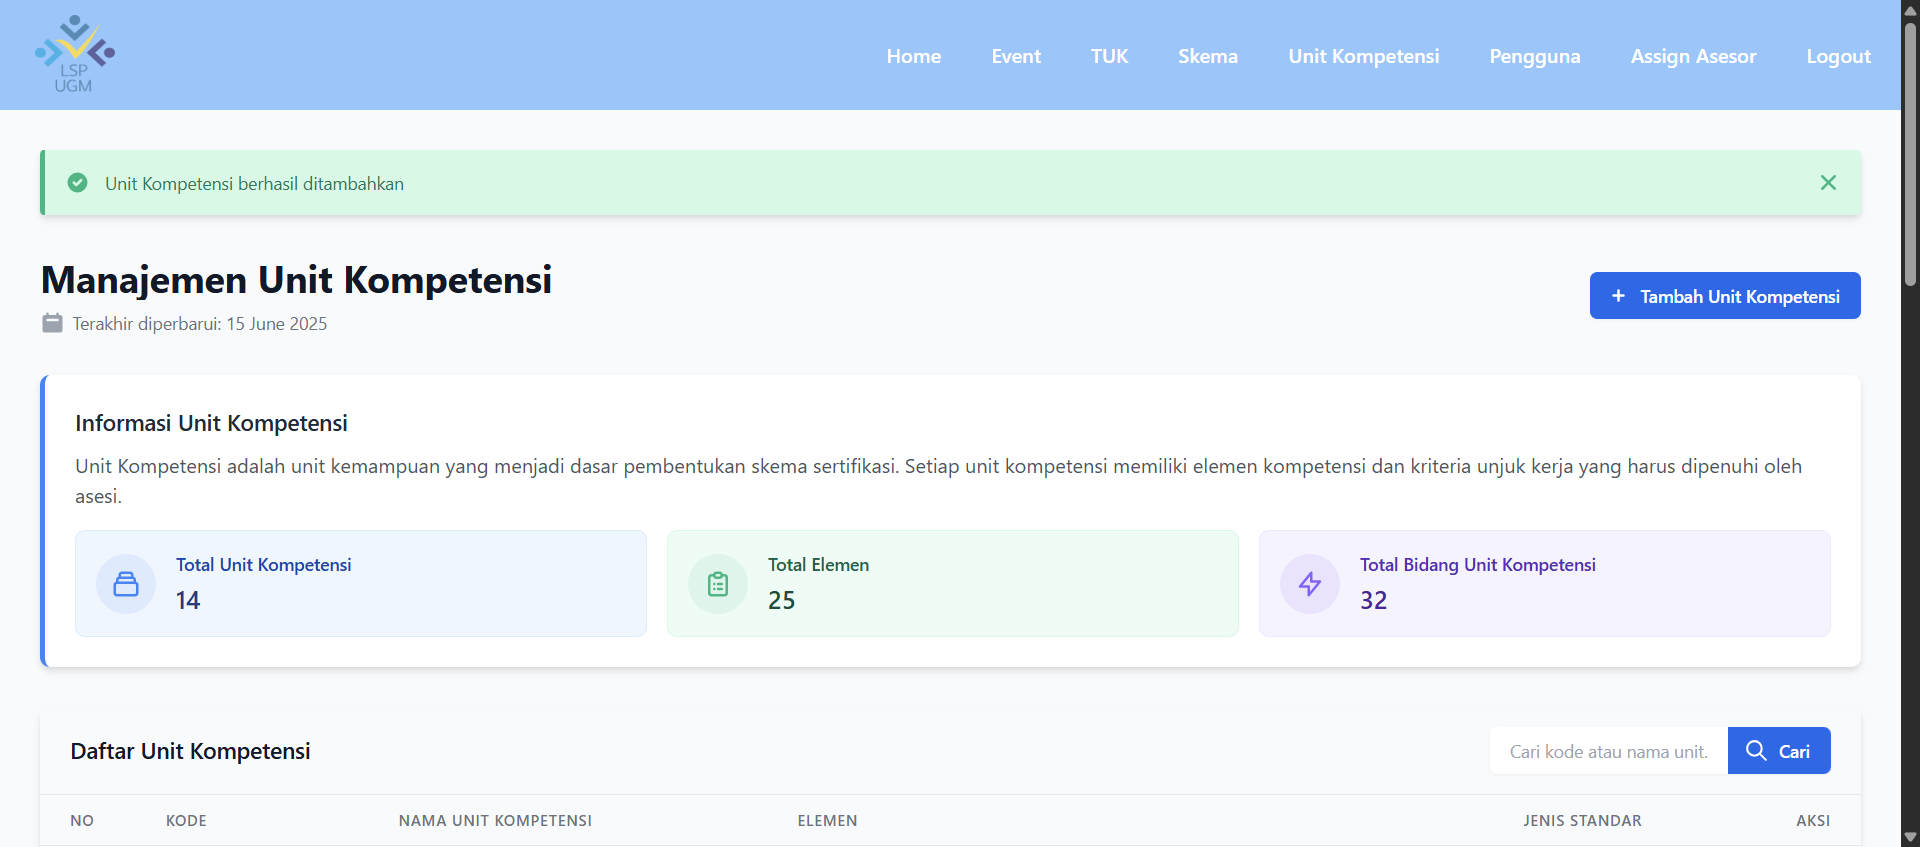 LSP
UGM
Home
Event
TUK
Skema
Unit Kompetensi
Pengguna
Assign Asesor
Logout
Unit Kompetensi berhasil ditambahkan
Manajemen Unit Kompetensi
Terakhir diperbarui: 15 June 2025
+ Tambah Unit Kompetensi
Informasi Unit Kompetensi
Unit Kompetensi adalah unit kemampuan yang menjadi dasar pembentukan skema sertifikasi. Setiap unit kompetensi memiliki elemen kompetensi dan kriteria unjuk kerja yang harus dipenuhi oleh
asesi.
Total Unit Kompetensi
14
Total Elemen
25
Total Bidang Unit Kompetensi
32
Daftar Unit Kompetensi
Cari kode atau nama unit.
Cari
NO
KODE
NAMA UNIT KOMPETENSI
ELEMEN
JENIS STANDAR
AKSI